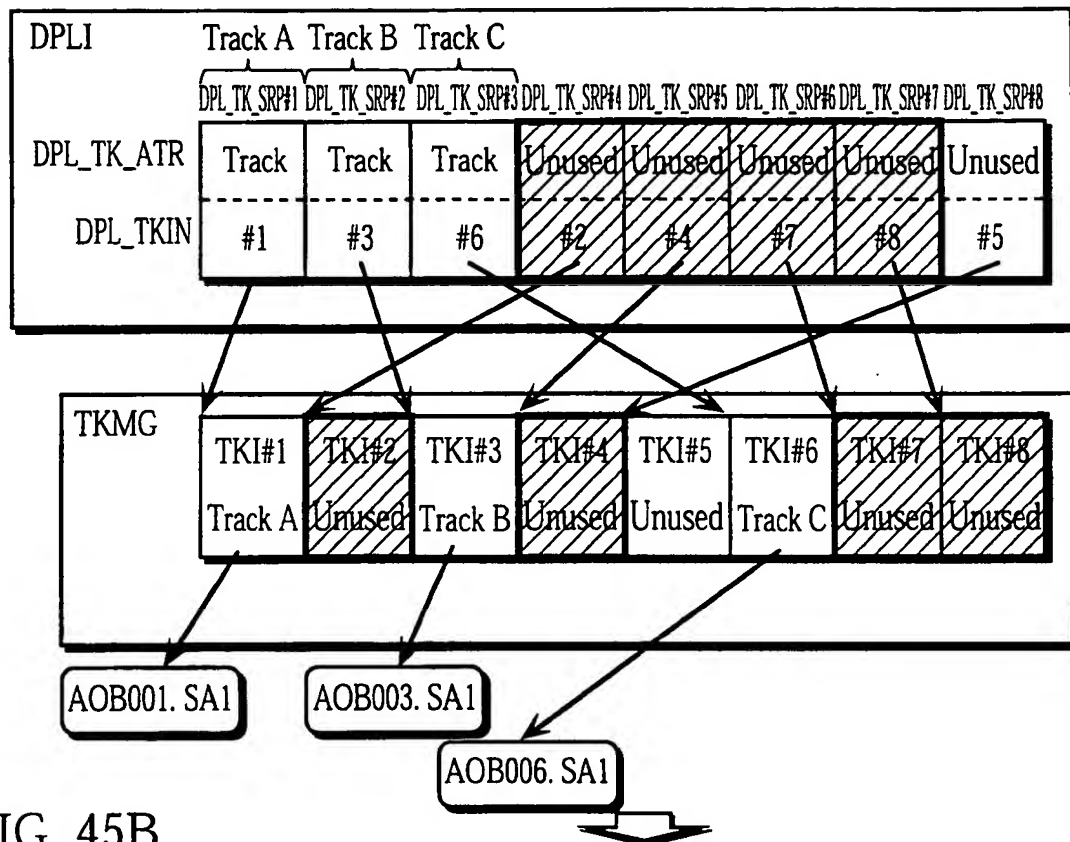 DPLI Track A Track B Track C
DPL_TK_SRP#1 DPL_TK_SRP#2 DPL_TK_SRP#3 DPL_TK_SRP#4 DPL_TK_SRP#5 DPL_TK_SRP#6 DPL_TK_SRP#7 DPL_TK_SRP#8
DPL_TK_ATR Track Track Track Unused Unused Unused Unused Unused
DPL_TKIN #1 #3 #6 #2 #4 #7 #8 #5
TKMG
TKI#1 TKI#2 TKI#3 TKI#4 TKI#5 TKI#6 TKI#7 TKI#8
Track A Unused Track B Unused Unused Track C Unused Unused
AOB001. SA1 AOB003. SA1
AOB006. SA1
IG. 45B